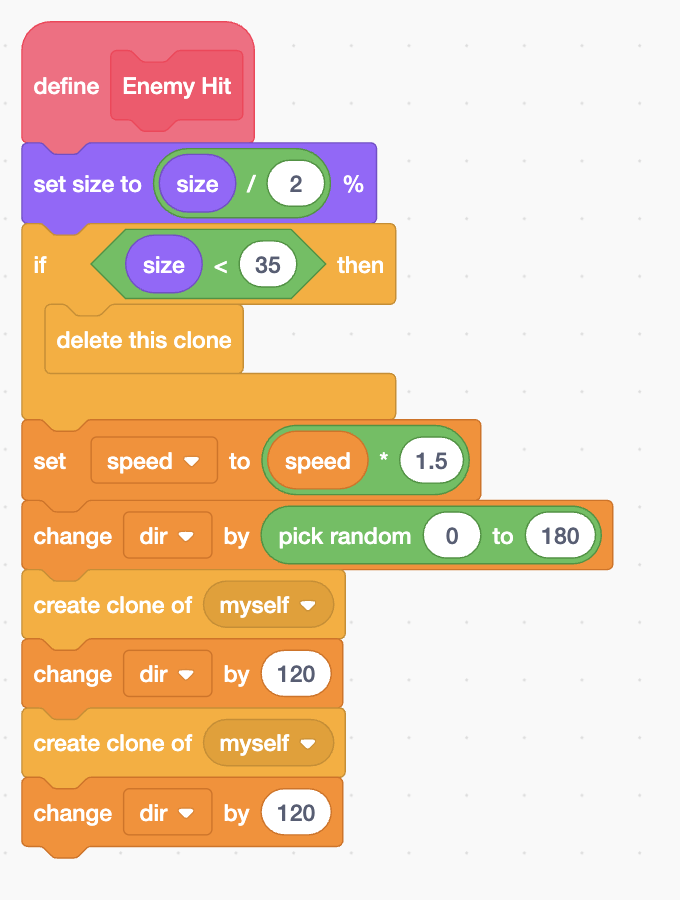 define Enemy Hit
set size to size / 2 %
if size < 35 then
delete this clone
set speed to speed * 1.5
change dir by pick random 0 to 180
create clone of myself
change dir by 120
create clone of myself
change dir by 120